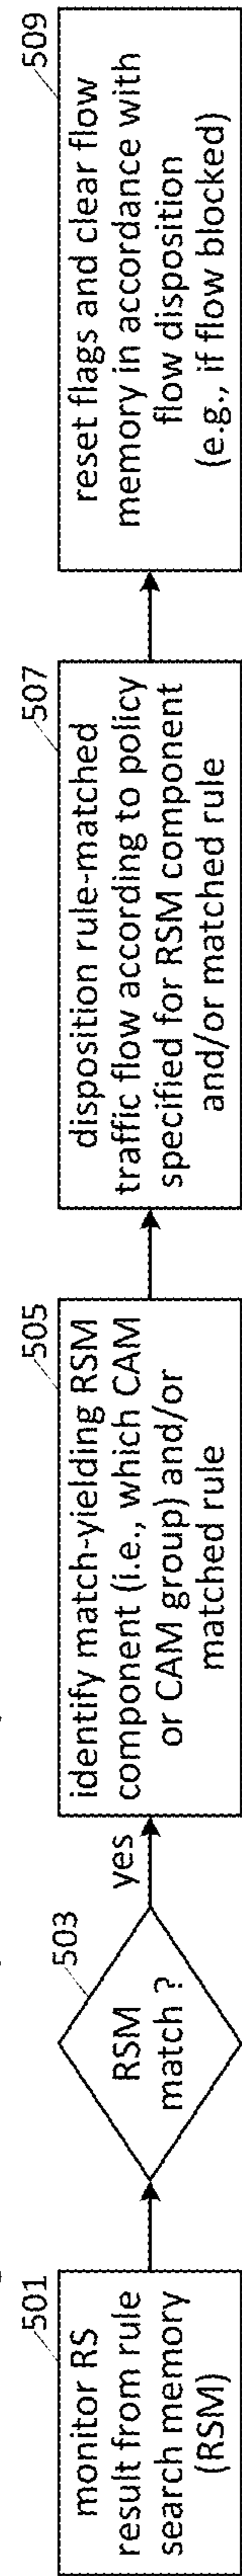 501
monitor RS
result from rule
search memory
(RSM)
503
RSM
match ?
yes
505
identify match-yielding RSM
component (i.e., which CAM
or CAM group) and/or
matched rule
507
disposition rule-matched
traffic flow according to policy
specified for RSM component
and/or matched rule
509
reset flags and clear flow
memory in accordance with
flow disposition
(e.g., if flow blocked)